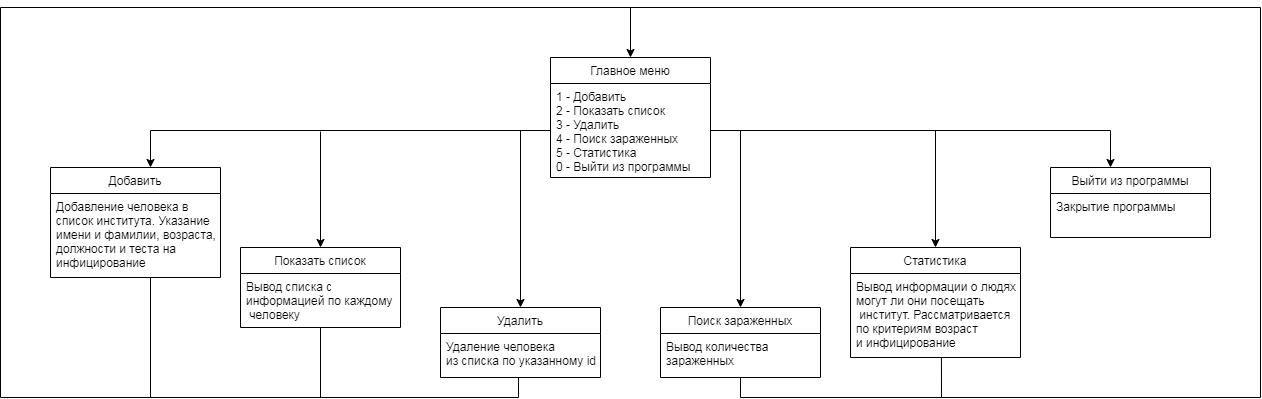 Главное меню
1 - Добавить
2 - Показать список
3 - Удалить
4 - Поиск зараженных
5 - Статистика
0 - Выйти из программы
Добавить
Добавление человека в
список института. Указание
имени и фамилии, возраста,
должности и теста на
инфицирование
Показать список
Вывод списка с
информацией по каждому
человеку
Удалить
Удаление человека
из списка по указанному id
Поиск зараженных
Вывод количества
зараженных
Статистика
Вывод информации о людях
могут ли они посещать
институт. Рассматривается
по критериям возраст
и инфицирование
Выйти из программы
Закрытие программы